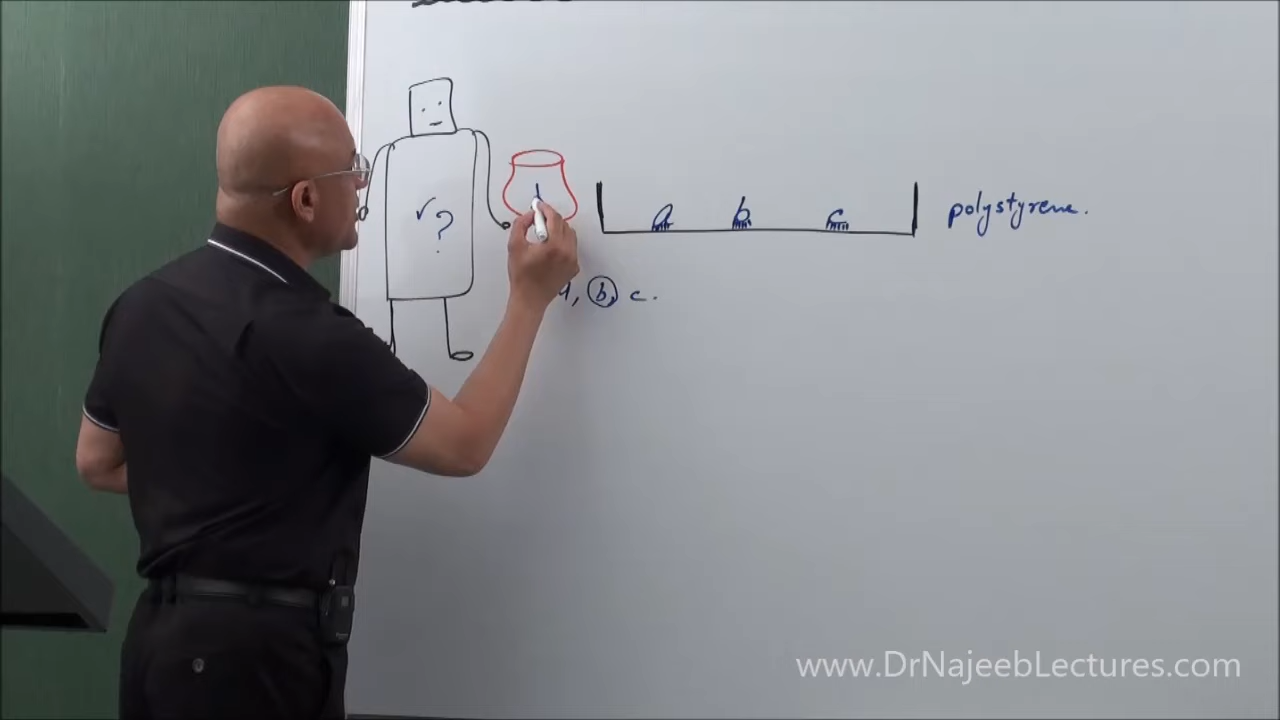 ✓ ?
a b c
polystyrene.
, b, c.
www.DrNajeebLectures.com